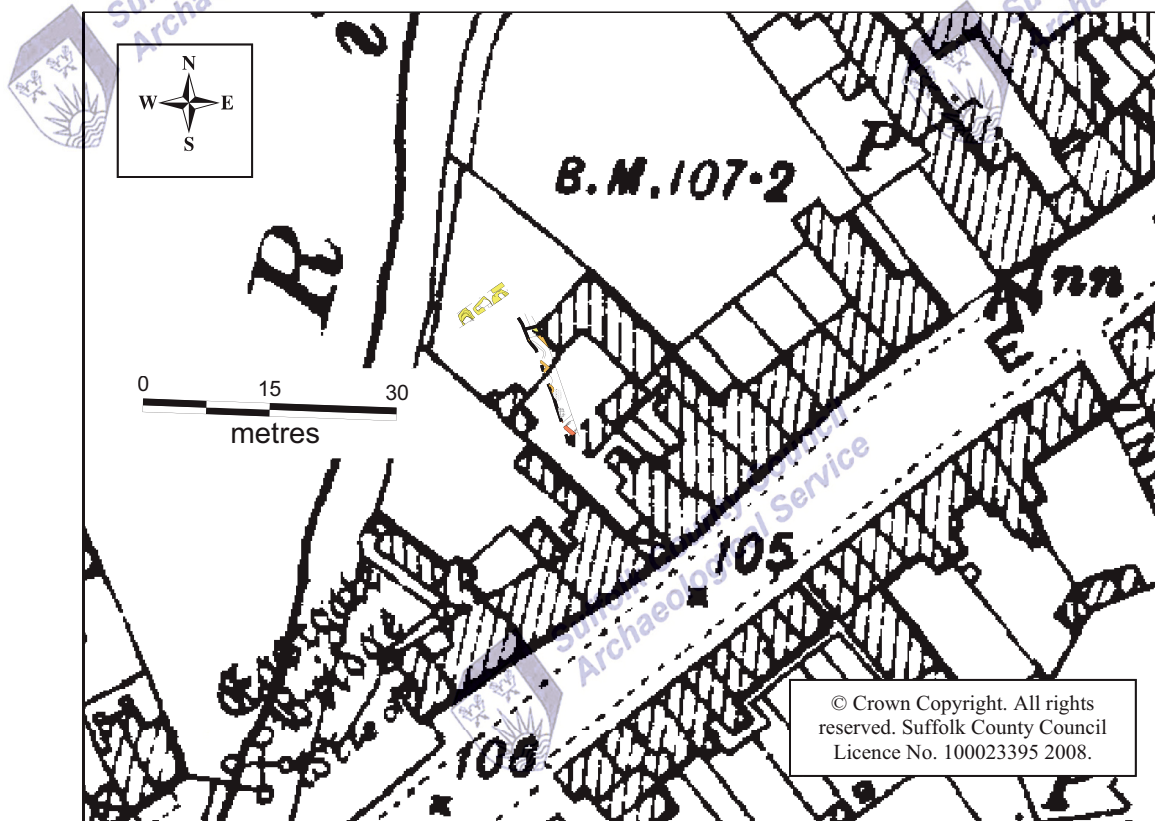 N
W E
S
B.M.107·2
P
R
nn
0 15 30
metres
105
106
Suffolk County Council
Archaeological Service
© Crown Copyright. All rights
reserved. Suffolk County Council
Licence No. 100023395 2008.